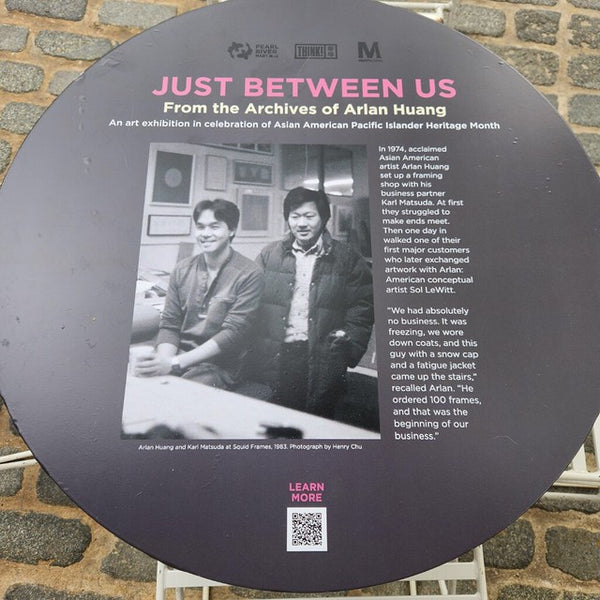 PEARL
RIVER
MART
THINK!
M
JUST BETWEEN US
From the Archives of Arlan Huang
An art exhibition in celebration of Asian American Pacific Islander Heritage Month
In 1974, acclaimed
Asian American
artist Arlan Huang
set up a framing
shop with his
business partner
Karl Matsuda. At first
they struggled to
make ends meet.
Then one day in
walked one of their
first major customers
who later exchanged
artwork with Arlan:
American conceptual
artist Sol LeWitt.
"We had absolutely
no business. It was
freezing, we wore
down coats, and this
guy with a snow cap
and a fatigue jacket
came up the stairs,"
recalled Arlan. "He
ordered 100 frames,
and that was the
beginning of our
business."
Arlan Huang and Karl Matsuda at Squid Frames, 1983. Photograph by Henry Chu
LEARN
MORE